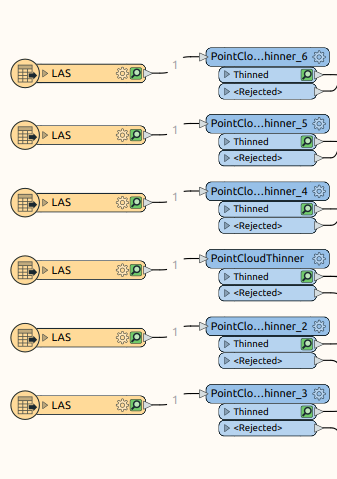 PointClo...hinner_6
LAS
1
Thinned
<Rejected>
PointClo...hinner_5
LAS
1
Thinned
<Rejected>
PointClo...hinner_4
LAS
1
Thinned
<Rejected>
PointCloudThinner
LAS
1
Thinned
<Rejected>
PointClo...hinner_2
LAS
1
Thinned
<Rejected>
PointClo...hinner_3
LAS
1
Thinned
<Rejected>